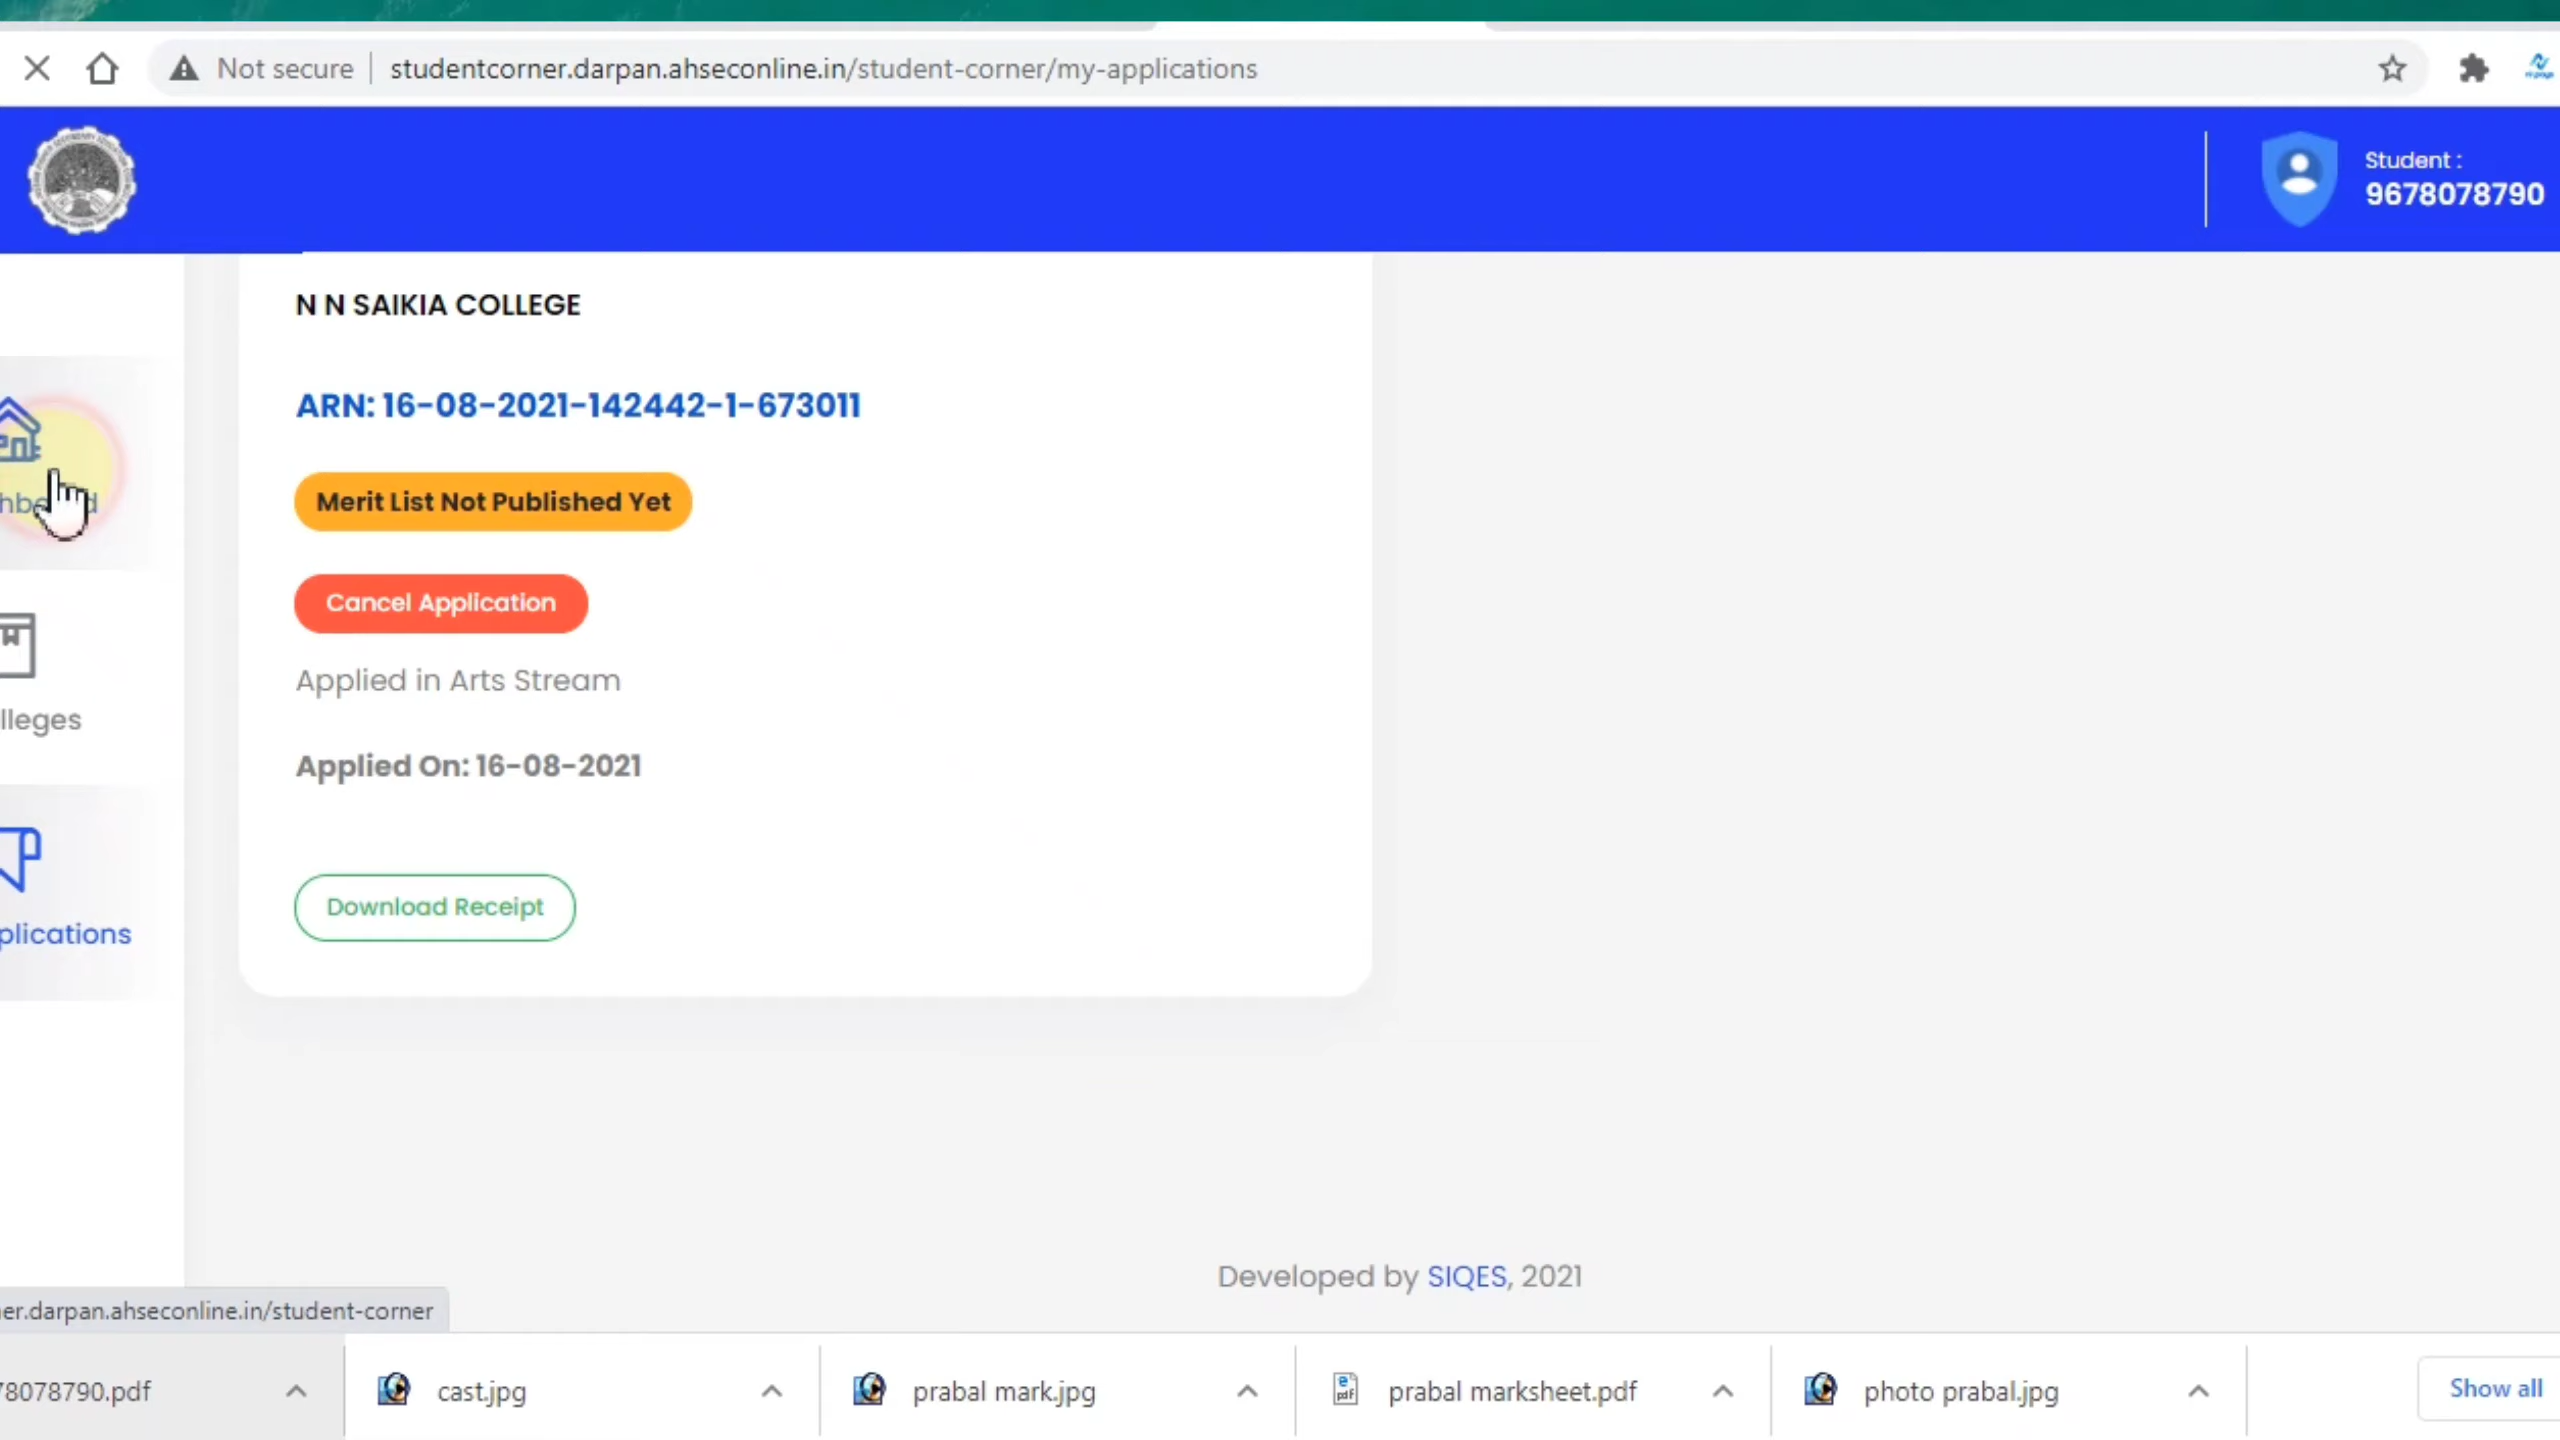 Not secure
studentcorner.darpan.ahseconline.in/student-corner/my-applications
Student :
9678078790
N N SAIKIA COLLEGE
ARN: 16-08-2021-142442-1-673011
Merit List Not Published Yet
Cancel Application
lleges
Applied in Arts Stream
Applied On: 16-08-2021
Download Receipt
plications
Developed by SIQES, 2021
er.darpan.ahseconline.in/student-corner
78078790.pdf
cast.jpg
prabal mark.jpg
prabal marksheet.pdf
photo prabal.jpg
Show all